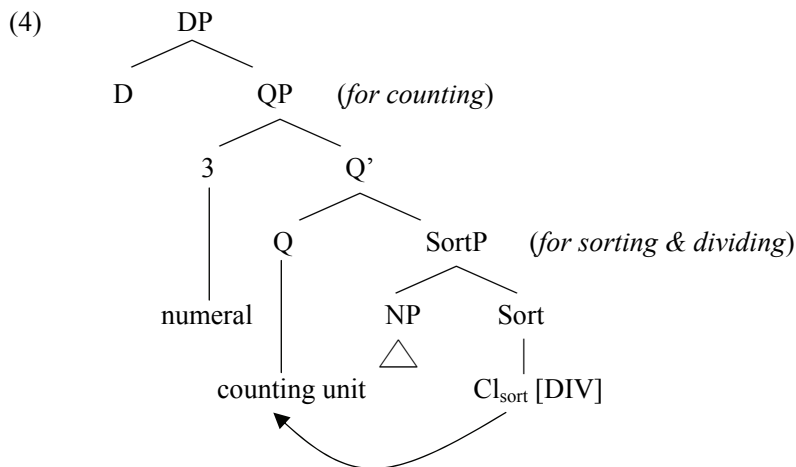 (4) DP
D QP (for counting)
3 Q’
Q SortP (for sorting & dividing)
numeral NP Sort
counting unit Clsort [DIV]